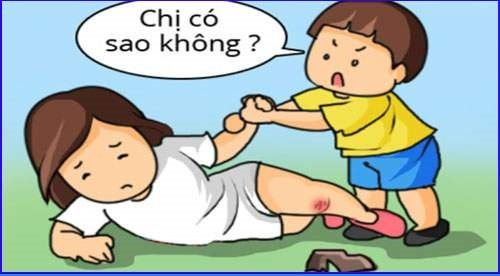 Chị có
sao không ?